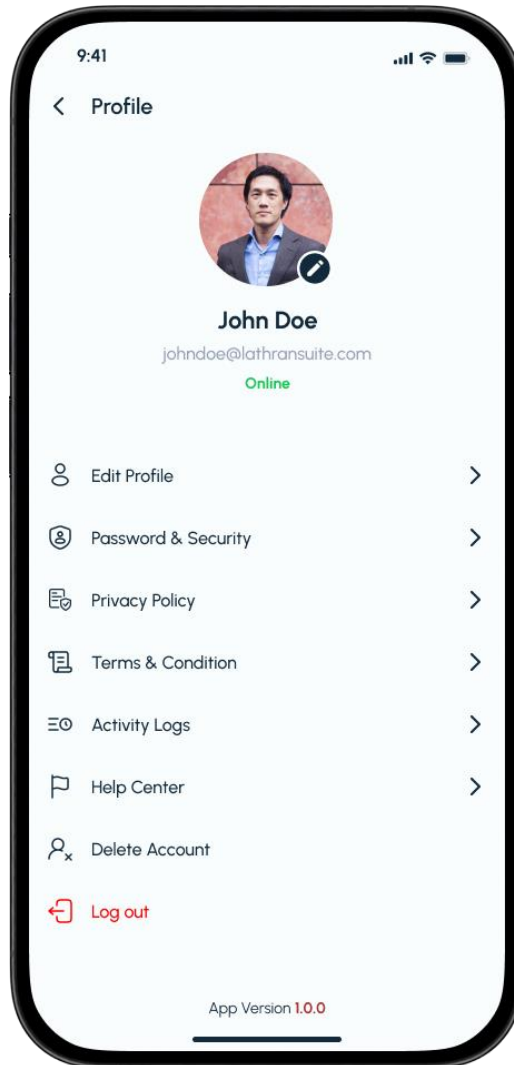 9:41
Profile
John Doe
johndoe@lathransuite.com
Online
Edit Profile
Password & Security
Privacy Policy
Terms & Condition
Activity Logs
Help Center
Delete Account
Log out
App Version 1.0.0